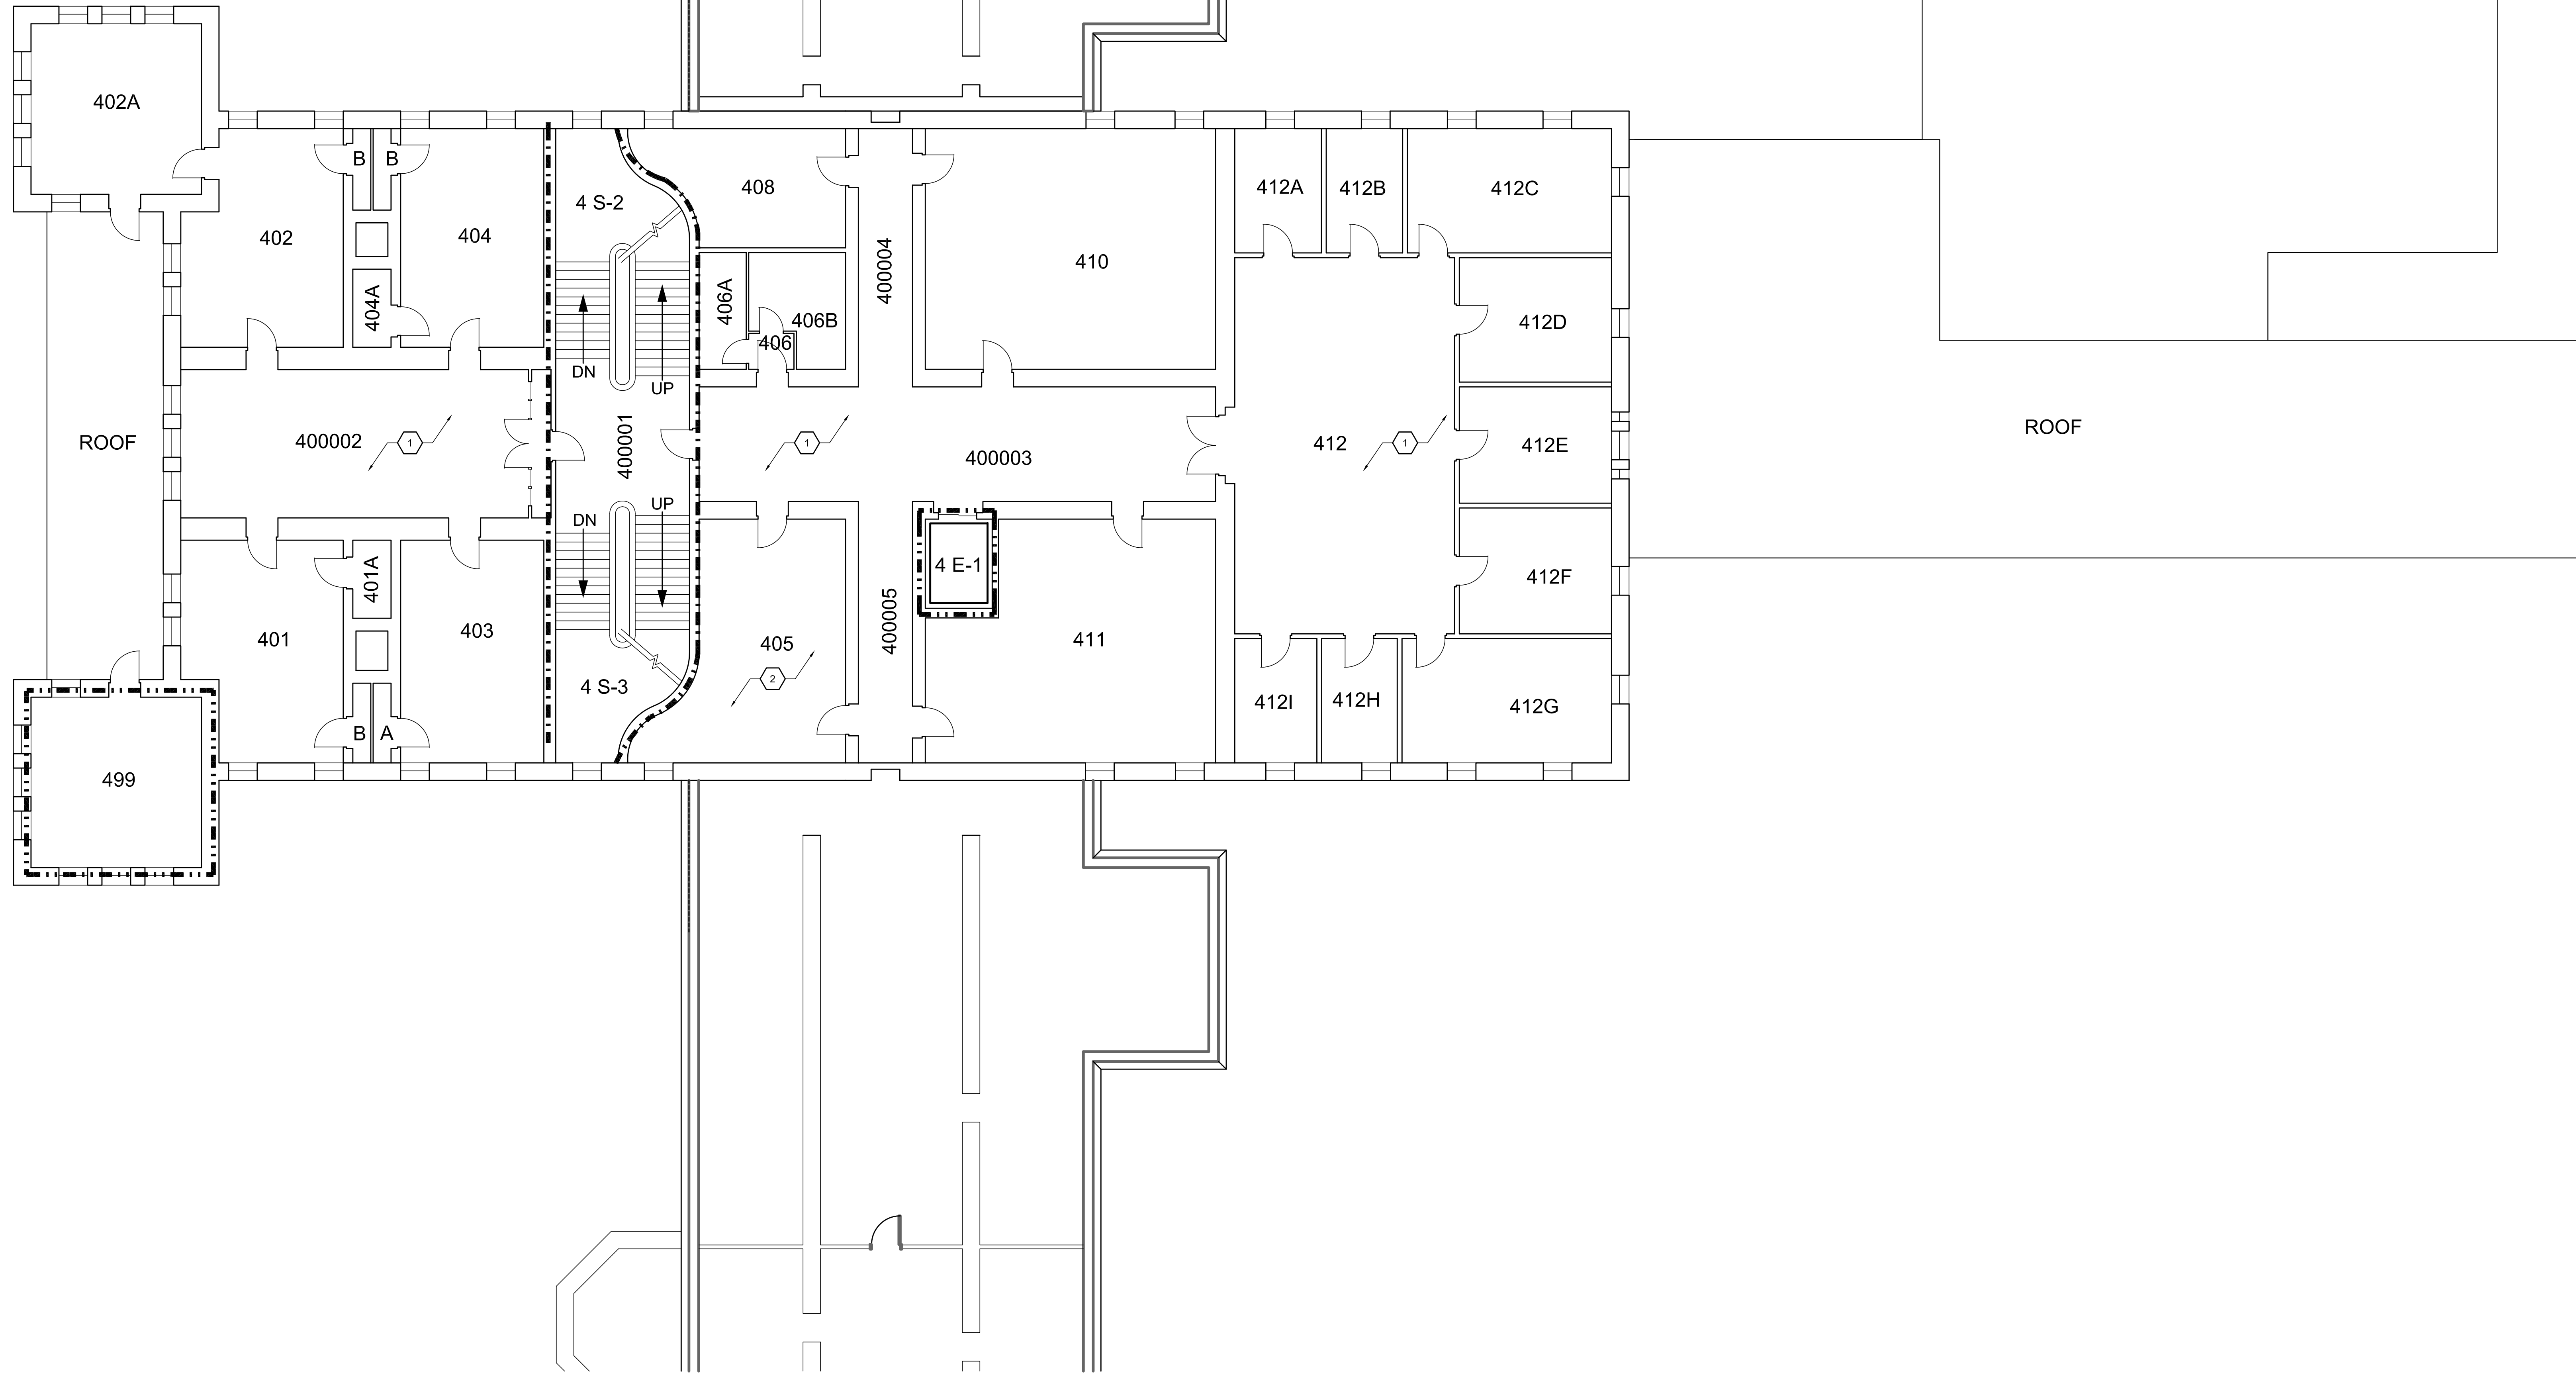 402A
B
B
408
412A
412B
412C
4 S-2
402
404
410
400004
404A
406A
406B
406
412D
DN
UP
ROOF
400002
1
400001
1
400003
412
1
412E
ROOF
DN
UP
4 E-1
401A
412F
401
403
400005
405
411
2
4 S-3
412I
412H
412G
B
A
499